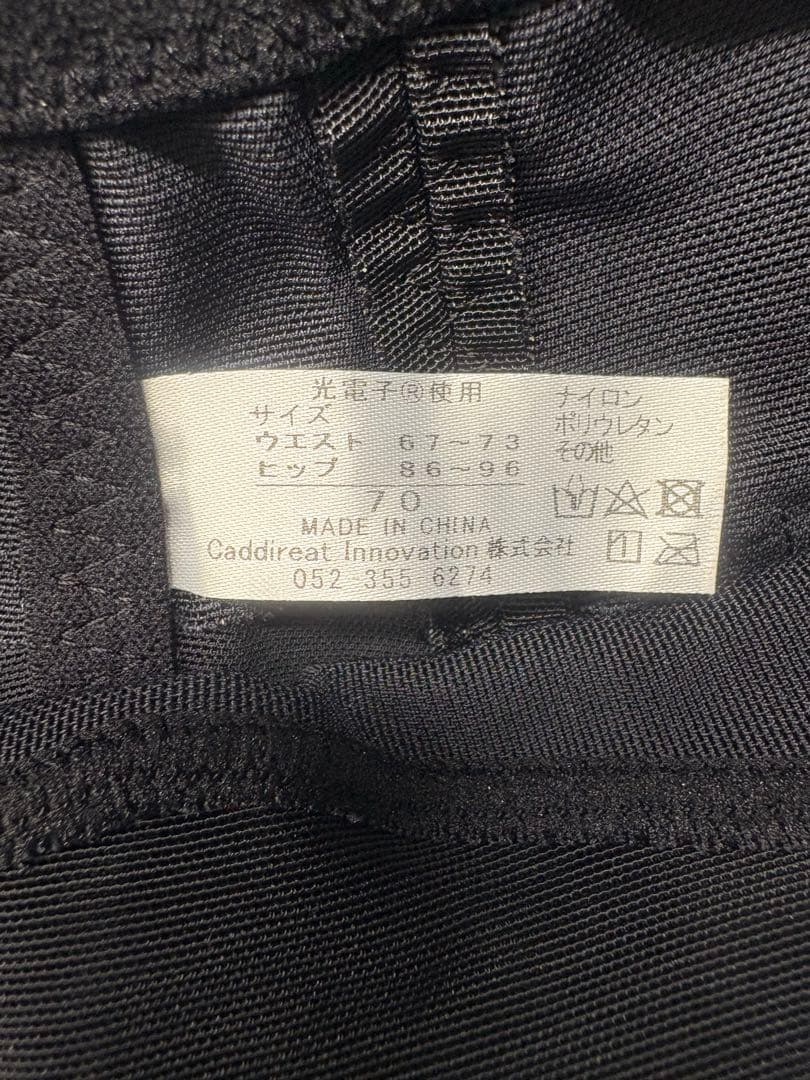 光電子®使用
サイズ
ウエスト 67～73
ヒップ 86～96
70
MADE IN CHINA
Caddireat Innovation 株式会社
052-355 6274
ナイロン
ポリウレタン
その他